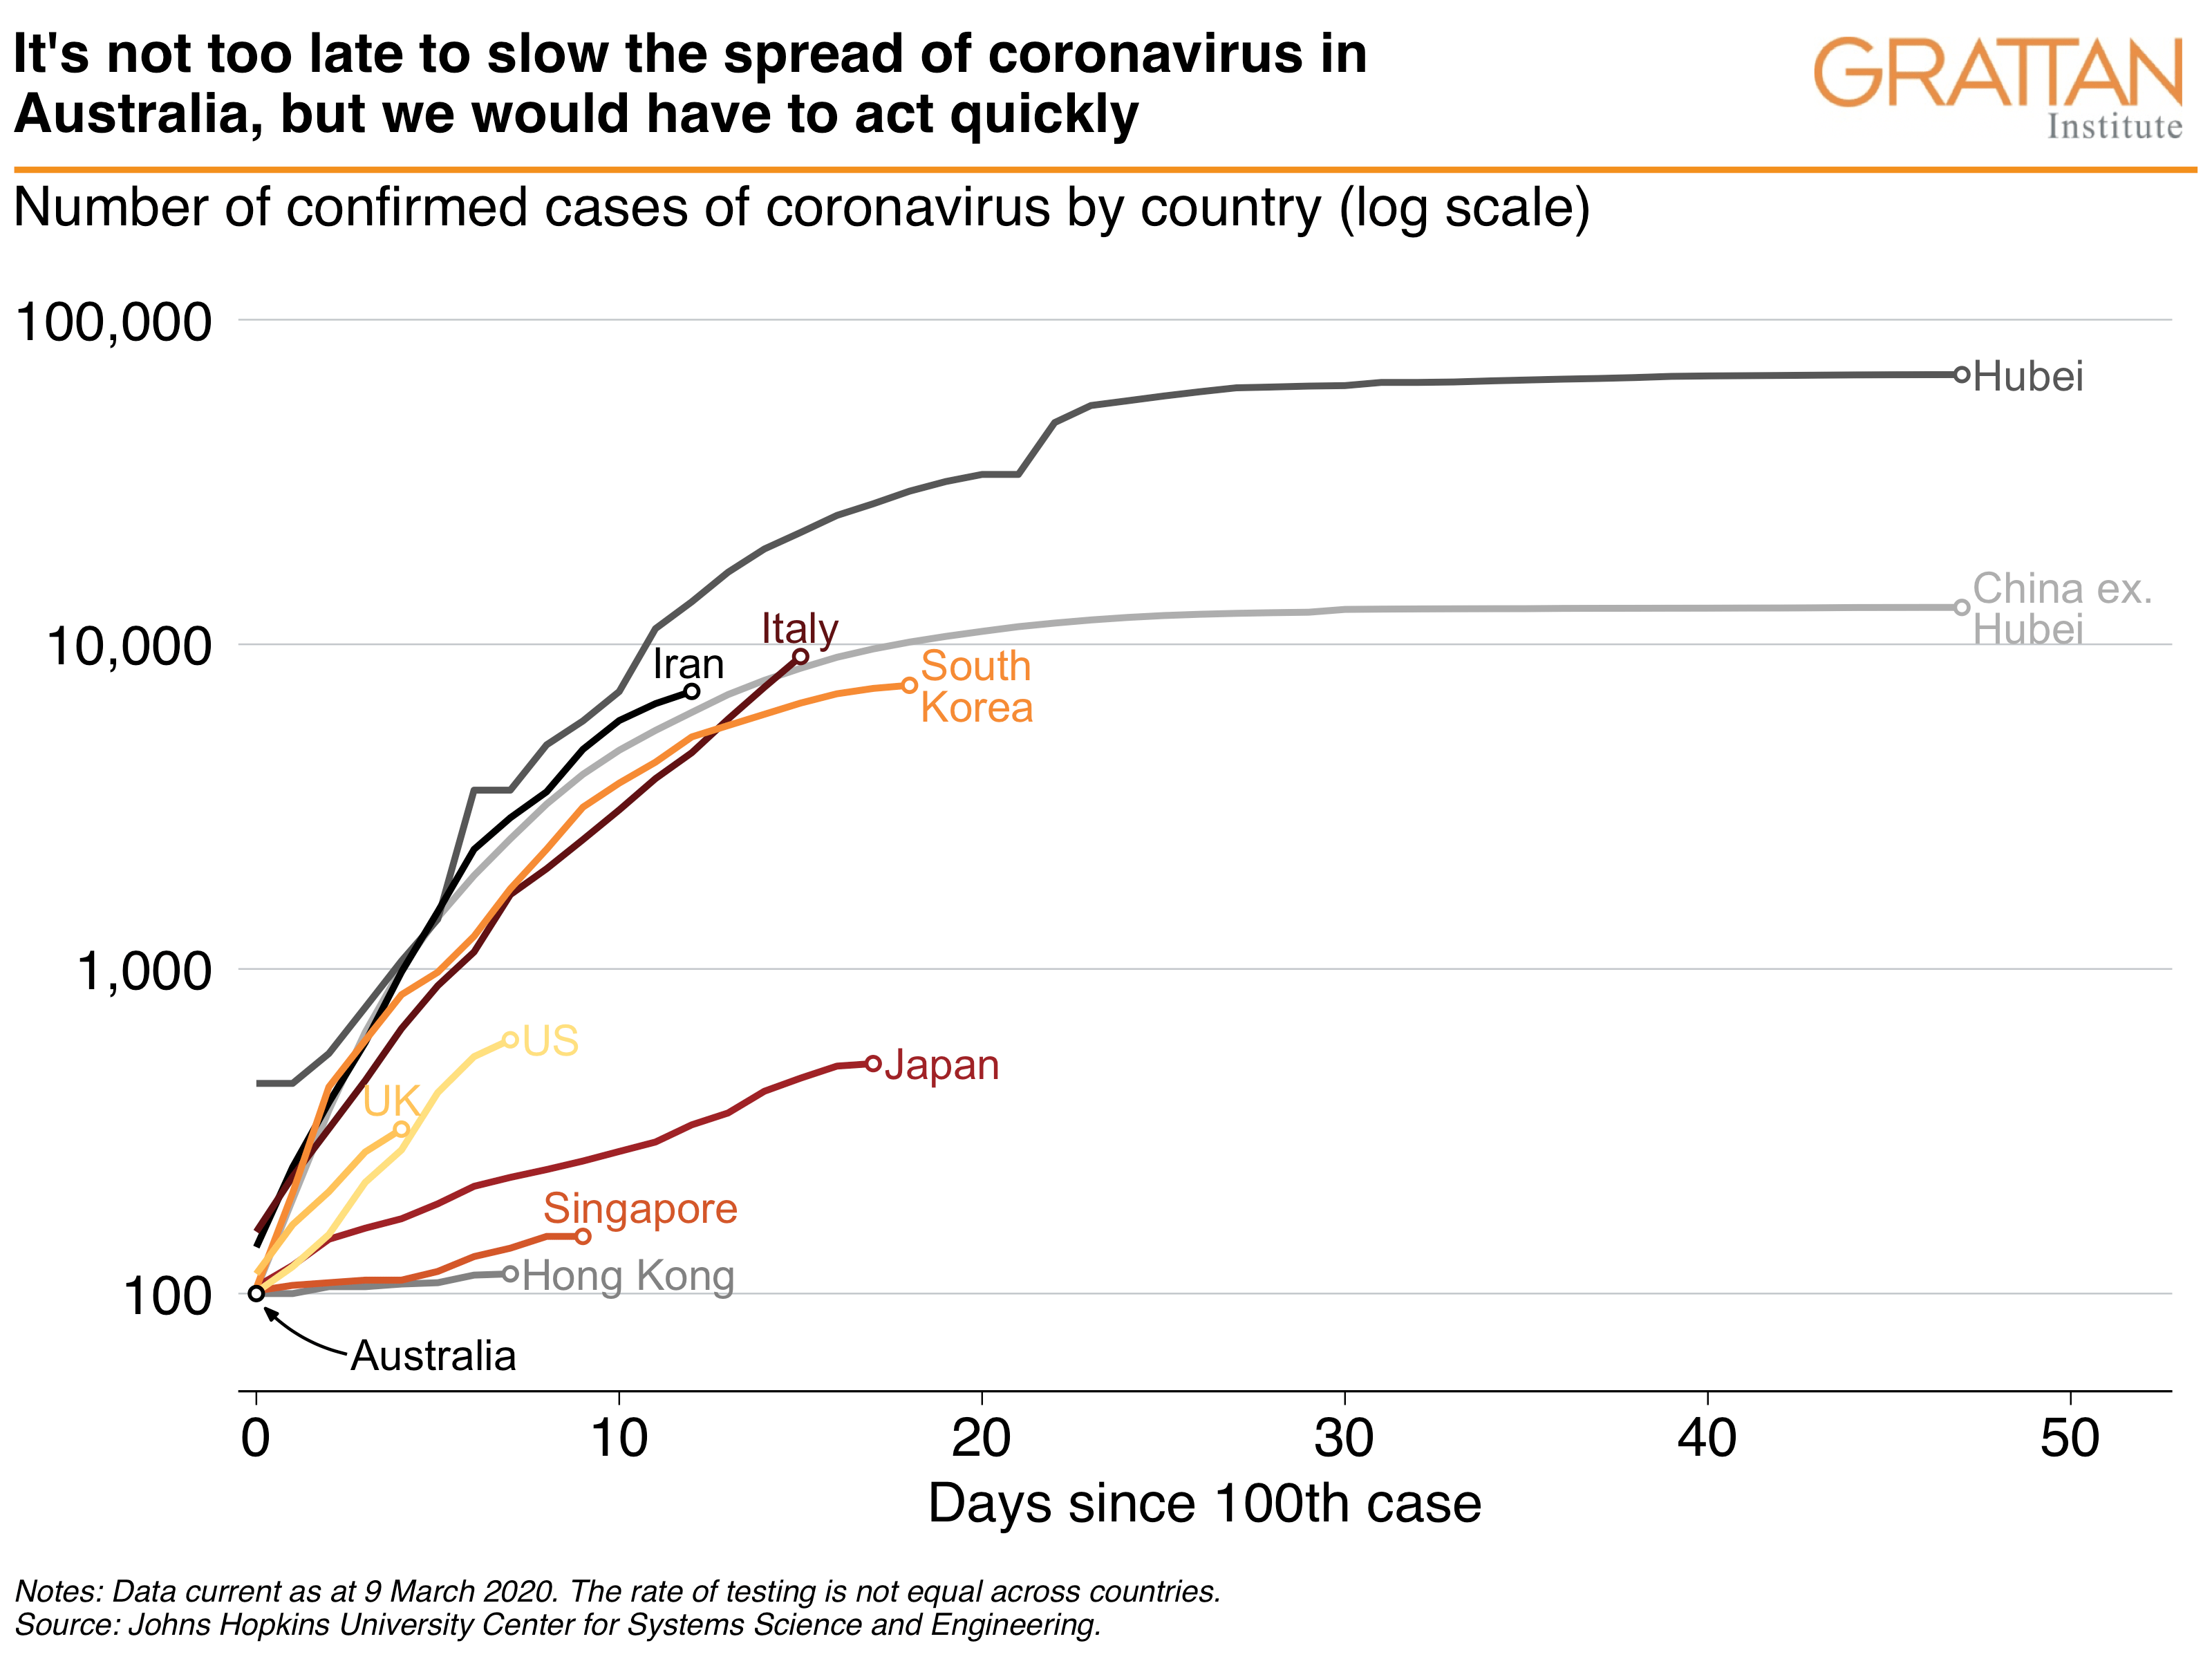 It's not too late to slow the spread of coronavirus in
Australia, but we would have to act quickly
GRATTAN
Institute
Number of confirmed cases of coronavirus by country (log scale)
100,000
Hubei
China ex.
Hubei
10,000
Italy
Iran
South
Korea
1,000
US
Japan
UK
Singapore
Hong Kong
100
Australia
0 10 20 30 40 50
Days since 100th case
Notes: Data current as at 9 March 2020. The rate of testing is not equal across countries.
Source: Johns Hopkins University Center for Systems Science and Engineering.